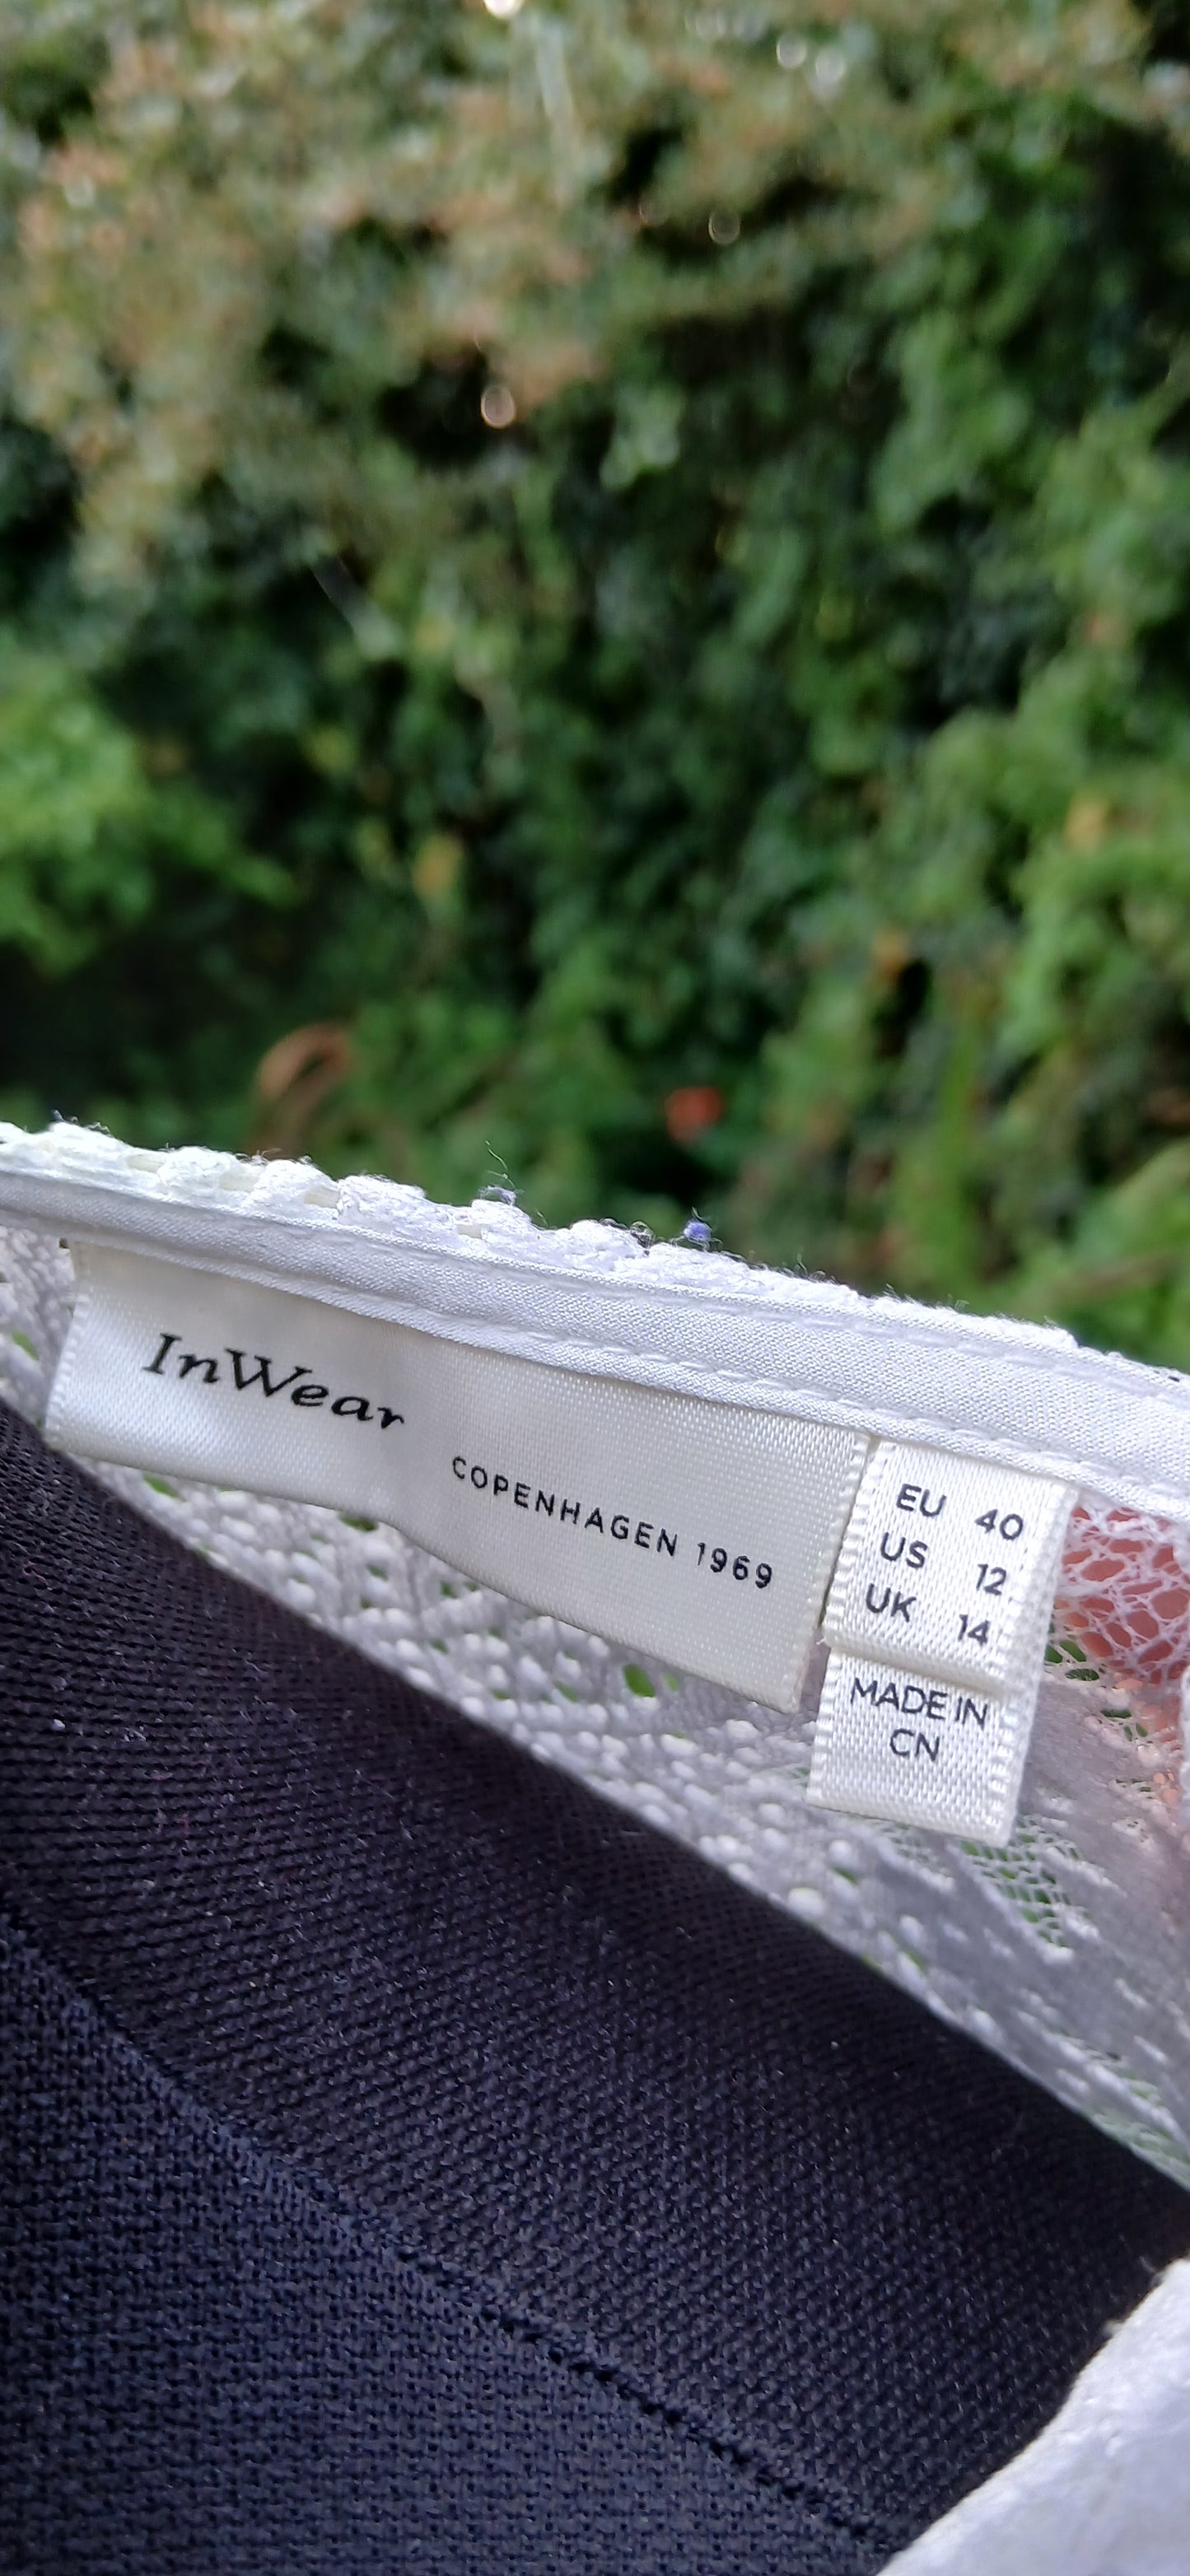 InWear
COPENHAGEN 1969
EU 40
US 12
UK 14
MADE IN
CN